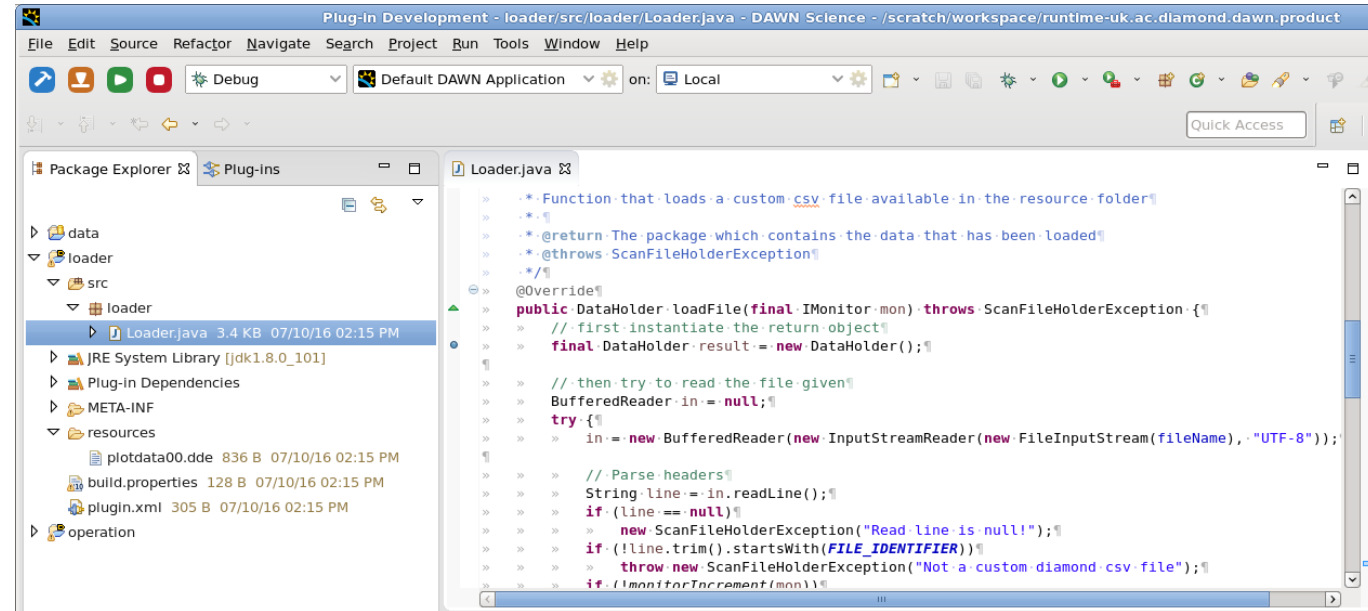 Plug-in Development - loader/src/loader/Loader.java - DAWN Science - /scratch/workspace/runtime-uk.ac.diamond.dawn.product
File Edit Source Refactor Navigate Search Project Run Tools Window Help
Debug Default DAWN Application on: Local
Quick Access
Package Explorer Plug-ins
data
loader
src
loader
Loader.java 3.4 KB 07/10/16 02:15 PM
JRE System Library [jdk1.8.0_101]
Plug-in Dependencies
META-INF
resources
plotdata00.dde 836 B 07/10/16 02:15 PM
build.properties 128 B 07/10/16 02:15 PM
plugin.xml 305 B 07/10/16 02:15 PM
operation
Loader.java
* Function that loads a custom csv file available in the resource folder
*
* @return The package which contains the data that has been loaded
* @throws ScanFileHolderException
*/
@Override
public DataHolder loadFile(final IMonitor mon) throws ScanFileHolderException {
// first instantiate the return object
final DataHolder result = new DataHolder();
// then try to read the file given
BufferedReader in = null;
try {
in = new BufferedReader(new InputStreamReader(new FileInputStream(fileName), "UTF-8"));
// Parse headers
String line = in.readLine();
if (line == null)
new ScanFileHolderException("Read line is null!");
if (!line.trim().startsWith(FILE_IDENTIFIER))
throw new ScanFileHolderException("Not a custom diamond csv file");
if (!monitorIncrement(mon))